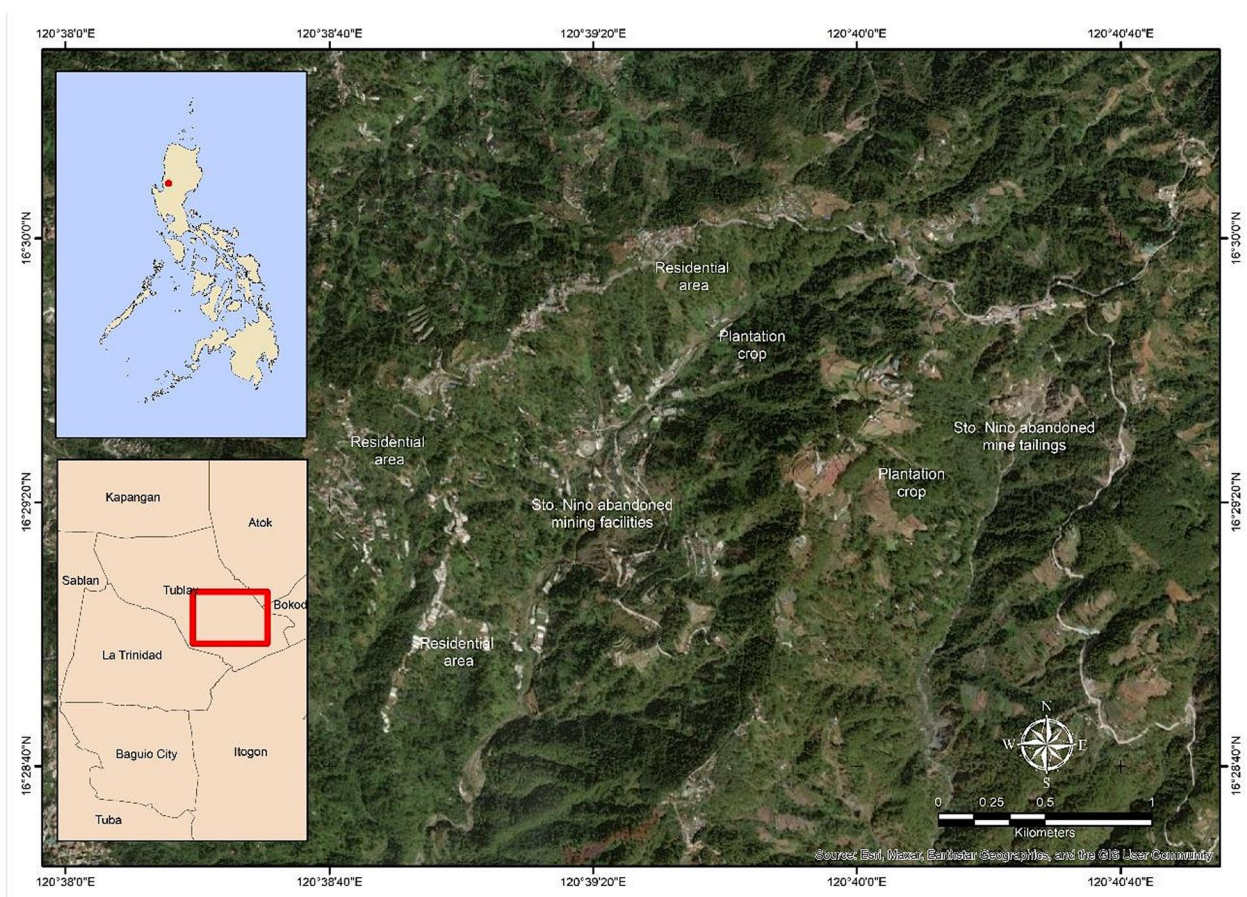 120°38'0"E 120°38'40"E 120°39'20"E 120°40'0"E 120°40'40"E
16°30'0"N
16°30'0"N
Residential
area
Plantation
crop
Residential
area
Sto. Nino abandoned
mine tailings
Plantation
crop
Sto. Nino abandoned
mining facilities
16°29'20"N
16°29'20"N
Residential
area
Kapangan
Atok
Sablan
Tublay
Bokod
La Trinidad
Baguio City
Itogon
Tuba
16°28'40"N
16°28'40"N
N
W E
S
0 0.25 0.5 1
Kilometers
Source: Esri, Maxar, Earthstar Geographics, and the GIS User Community
120°38'0"E 120°38'40"E 120°39'20"E 120°40'0"E 120°40'40"E